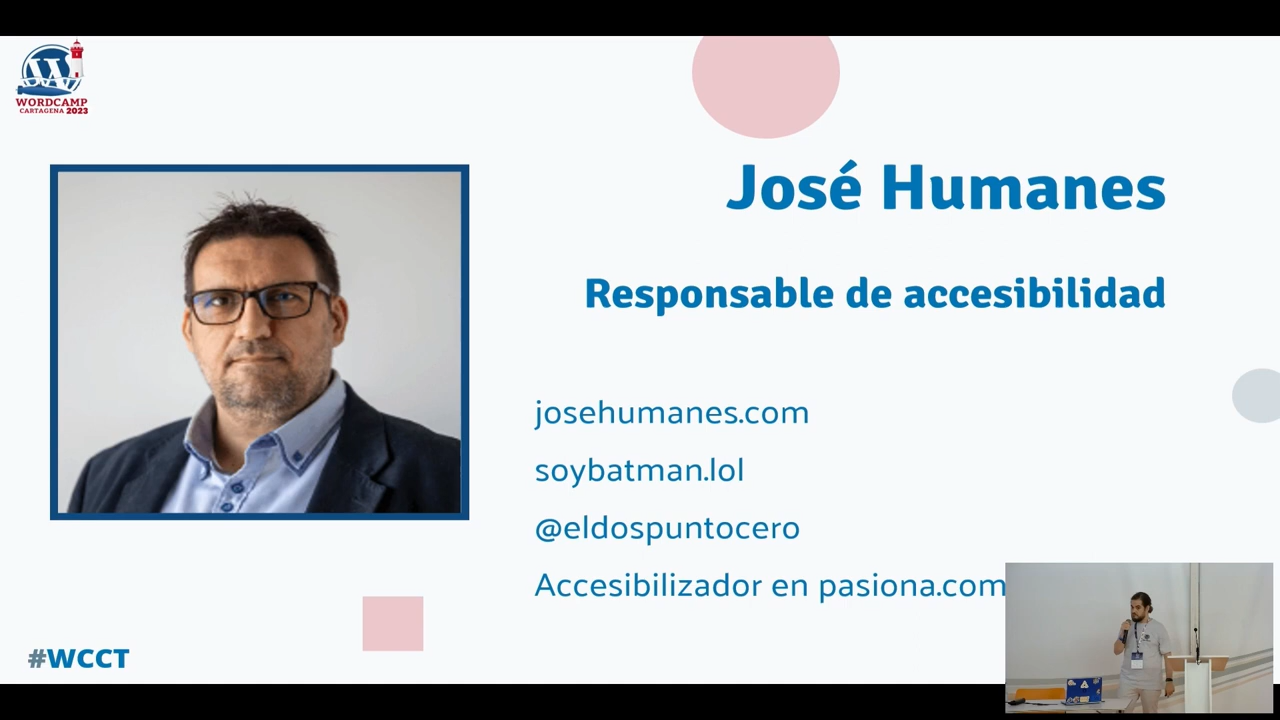 WORDCAMP
CARTAGENA 2023
José Humanes
Responsable de accesibilidad
josehumanes.com
soybatman.lol
@eldospuntocero
Accesibilizador en pasiona.com
#WCCT